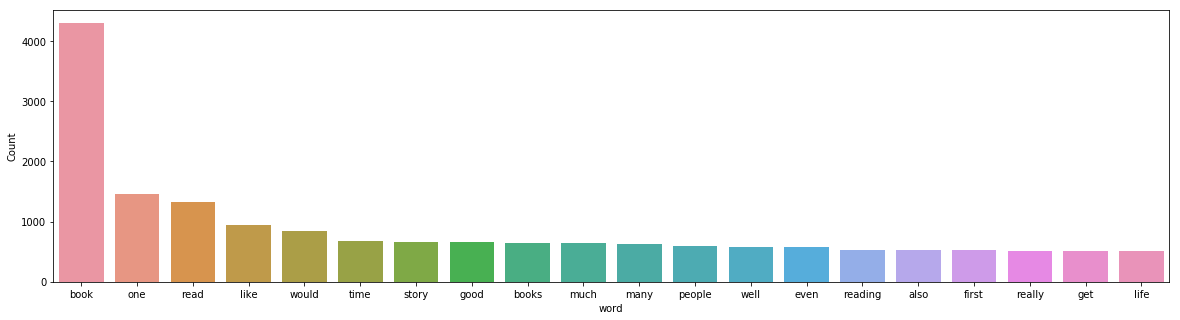 4000
3000
2000
1000
0
Count
book one read like would time story good books much many people well even reading also first really get life
word